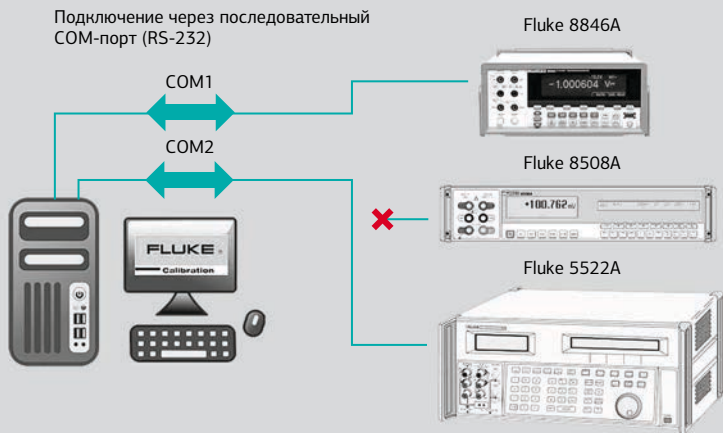 Подключение через последовательный
COM-порт (RS-232)
Fluke 8846A
COM1
-1.000604 V
COM2
Fluke 8508A
+100.762
FLUKE
Calibration
Fluke 5522A
FLUKE